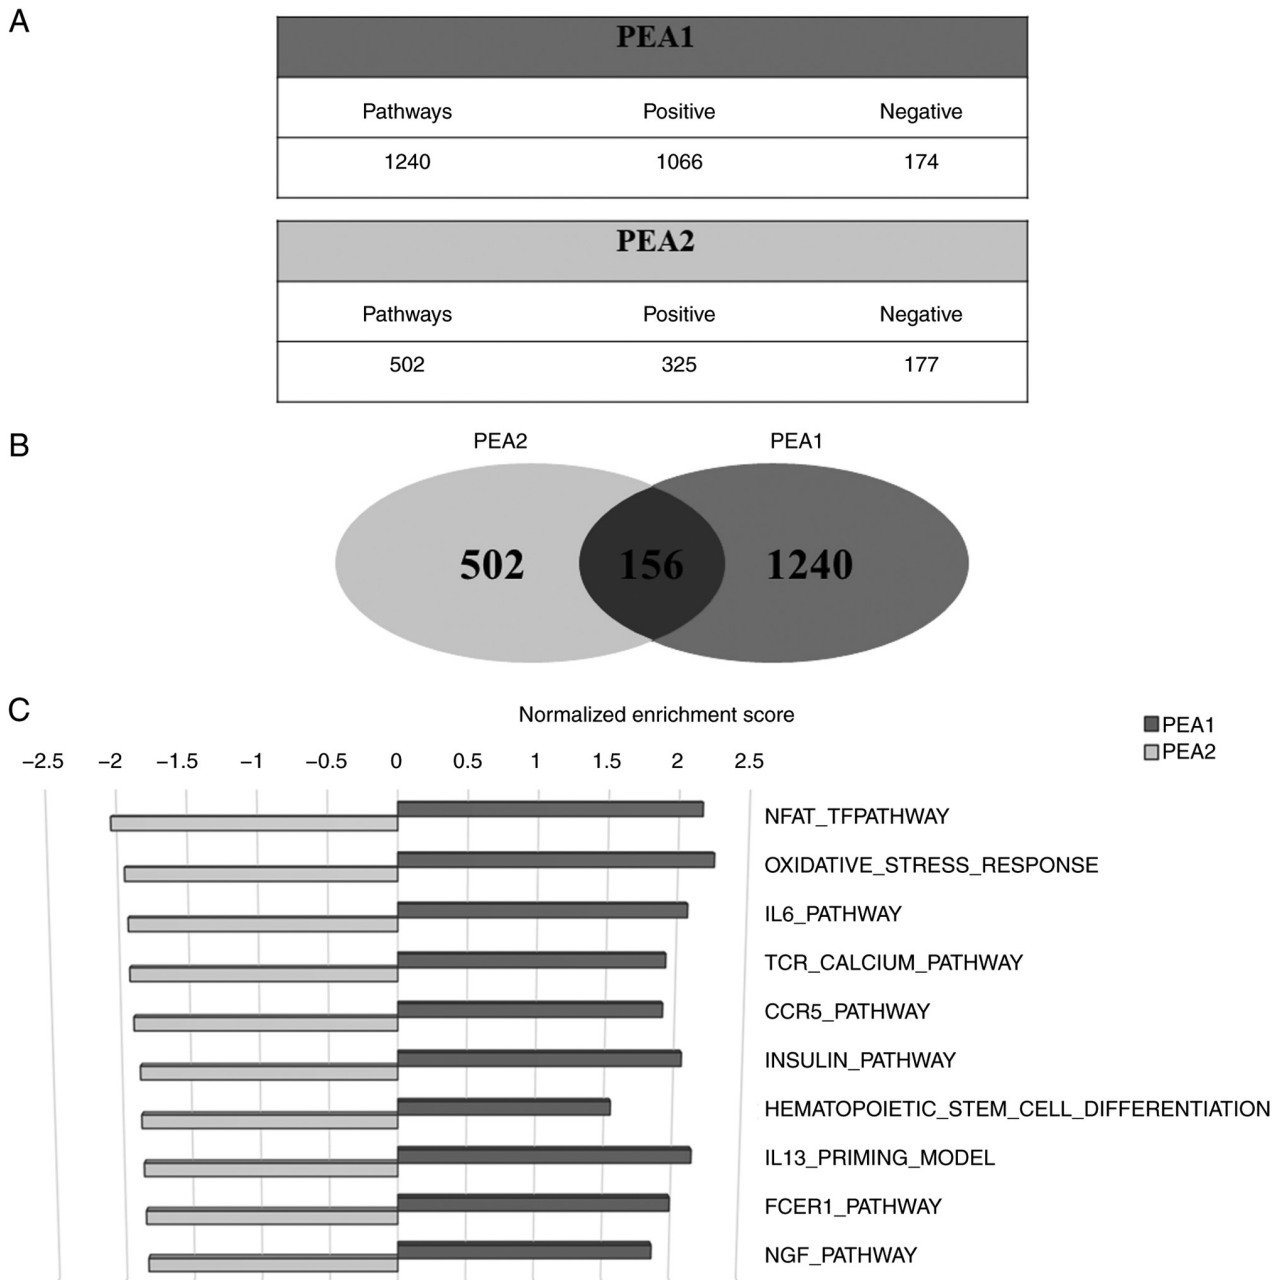 A
PEA1
Pathways Positive Negative
1240 1066 174
PEA2
Pathways Positive Negative
502 325 177
B
PEA2 PEA1
502 156 1240
C
Normalized enrichment score
PEA1
PEA2
−2.5 −2 −1.5 −1 −0.5 0 0.5 1 1.5 2 2.5
NFAT_TFPATHWAY
OXIDATIVE_STRESS_RESPONSE
IL6_PATHWAY
TCR_CALCIUM_PATHWAY
CCR5_PATHWAY
INSULIN_PATHWAY
HEMATOPOIETIC_STEM_CELL_DIFFERENTIATION
IL13_PRIMING_MODEL
FCER1_PATHWAY
NGF_PATHWAY